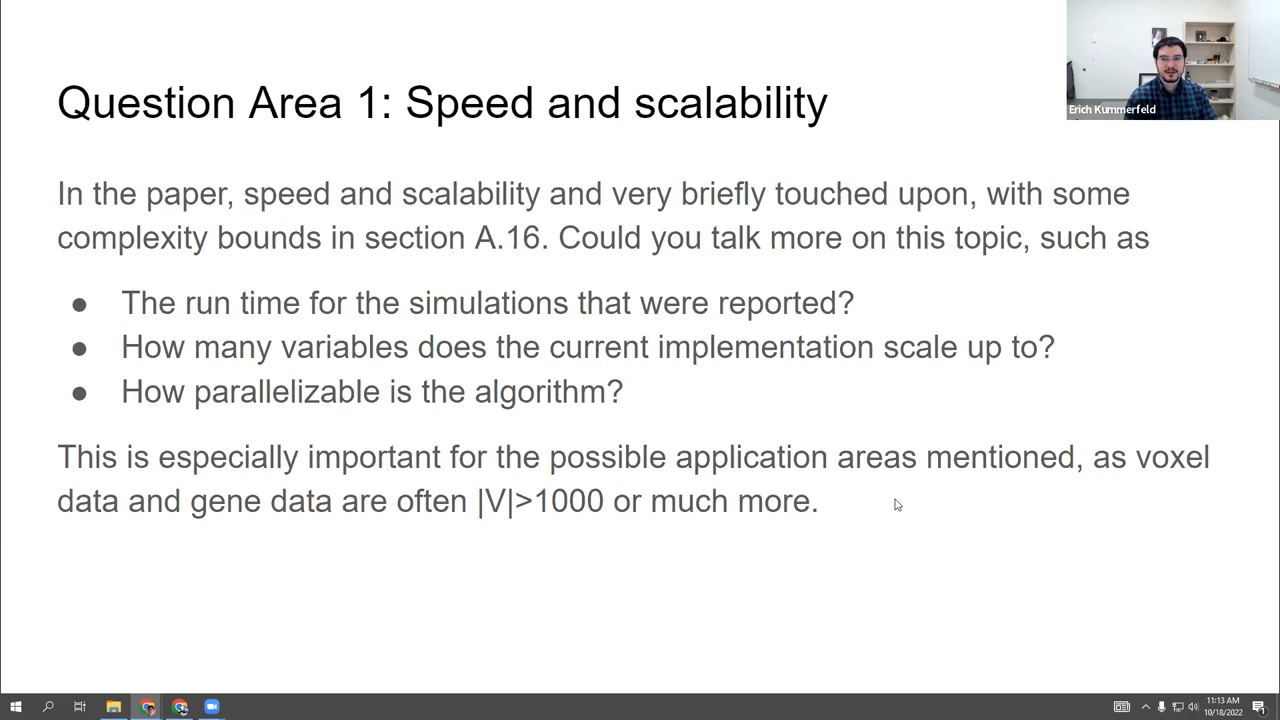 Question Area 1: Speed and scalability
Erich Kummerfeld
In the paper, speed and scalability and very briefly touched upon, with some
complexity bounds in section A.16. Could you talk more on this topic, such as
● The run time for the simulations that were reported?
● How many variables does the current implementation scale up to?
● How parallelizable is the algorithm?
This is especially important for the possible application areas mentioned, as voxel
data and gene data are often |V|>1000 or much more.
11:13 AM
10/18/2022